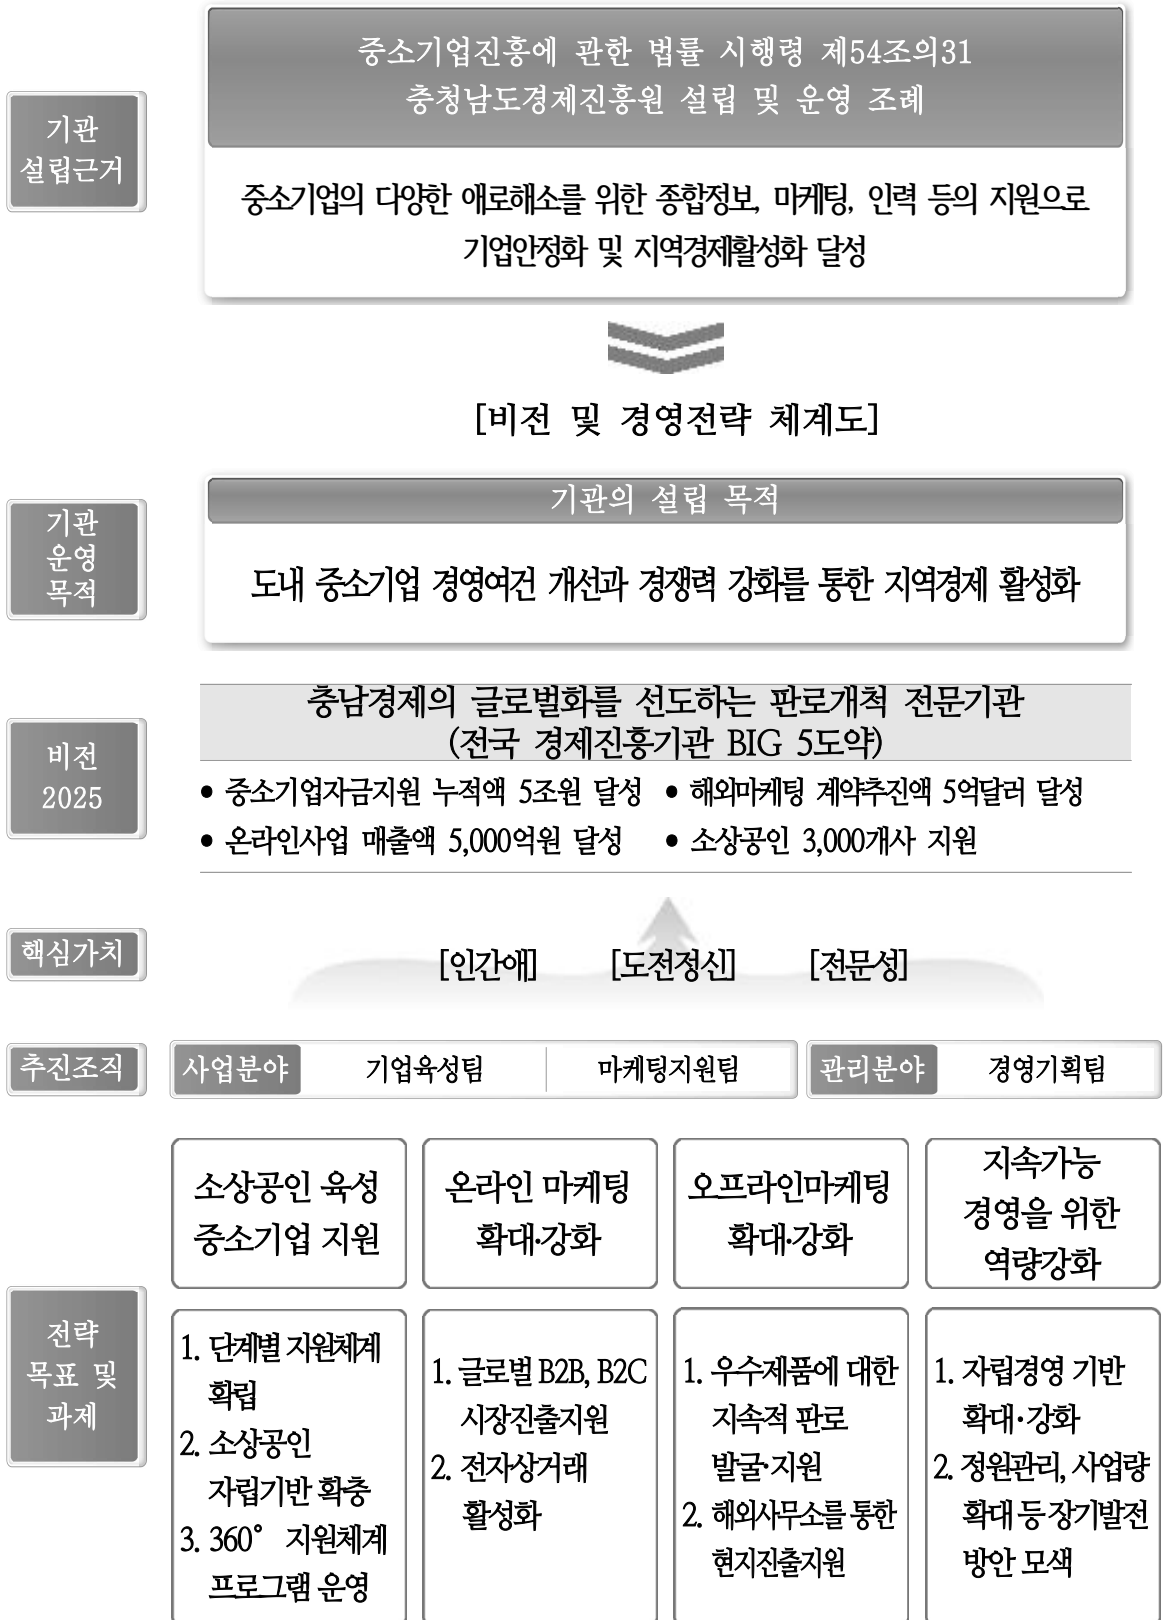 중소기업진흥에 관한 법률 시행령 제54조의31
충청남도경제진흥원 설립 및 운영 조례
기관
설립근거
중소기업의 다양한 애로해소를 위한 종합정보, 마케팅, 인력 등의 지원으로
기업안정화 및 지역경제활성화 달성
[비전 및 경영전략 체계도]
기관
운영
목적
기관의 설립 목적
도내 중소기업 경영여건 개선과 경쟁력 강화를 통한 지역경제 활성화
비전
2025
충남경제의 글로벌화를 선도하는 판로개척 전문기관
(전국 경제진흥기관 BIG 5도약)
• 중소기업자금지원 누적액 5조원 달성 • 해외마케팅 계약추진액 5억달러 달성
• 온라인사업 매출액 5,000억원 달성 • 소상공인 3,000개사 지원
핵심가치
[인간애] [도전정신] [전문성]
추진조직
사업분야 기업육성팀 마케팅지원팀 관리분야 경영기획팀
전략
목표 및
과제
소상공인 육성
중소기업 지원
온라인 마케팅
확대·강화
오프라인마케팅
확대·강화
지속가능
경영을 위한
역량강화
1. 단계별 지원체계
확립
2. 소상공인
자립기반 확충
3. 360° 지원체계
프로그램 운영
1. 글로벌 B2B, B2C
시장진출지원
2. 전자상거래
활성화
1. 우수제품에 대한
지속적 판로
발굴·지원
2. 해외사무소를 통한
현지진출지원
1. 자립경영 기반
확대·강화
2. 정원관리, 사업량
확대 등 장기발전
방안 모색